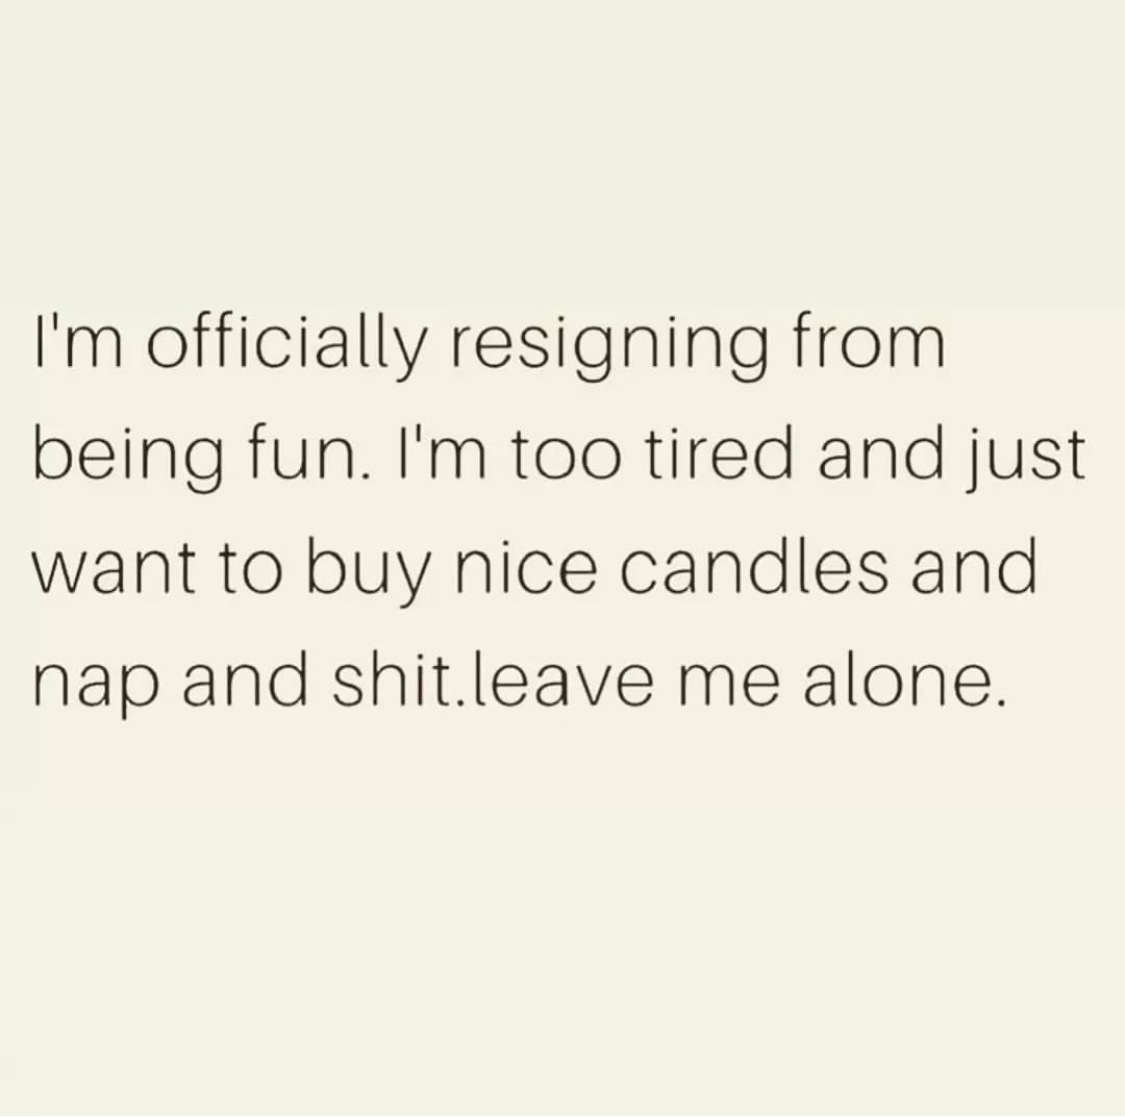 I'm officially resigning from
being fun. I'm too tired and just
want to buy nice candles and
nap and shit.leave me alone.